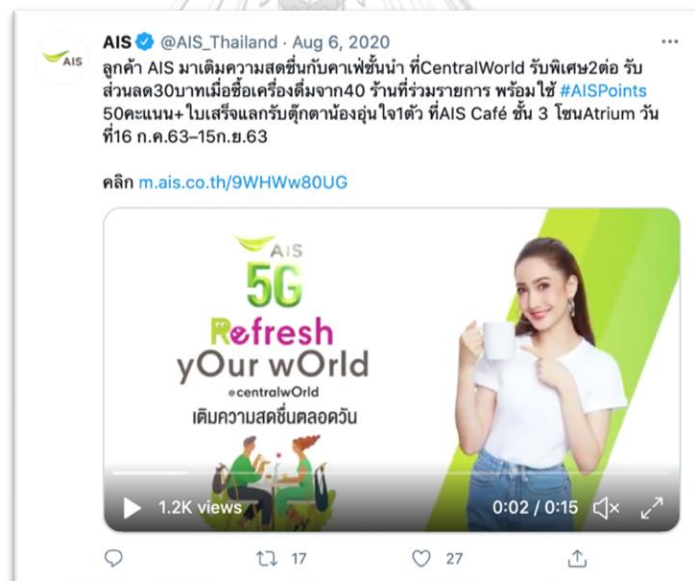 AIS @AIS_Thailand · Aug 6, 2020
AIS
ลูกค้า AIS มาเติมความสดชื่นกับคาเฟ่ชั้นนำ ที่CentralWorld รับพิเศษ2ต่อ รับ
ส่วนลด30บาทเมื่อซื้อเครื่องดื่มจาก40 ร้านที่ร่วมรายการ พร้อมใช้ #AISPoints
50คะแนน+ใบเสร็จแลกรับตุ๊กตาน้องอุ่นใจ1ตัว ที่AIS Café ชั้น 3 โซนAtrium วัน
ที่16 ก.ค.63–15ก.ย.63
คลิก m.ais.co.th/9WHWw80UG
AIS
5G
Refresh
yOur wOrld
@centralwOrld
เติมความสดชื่นตลอดวัน
1.2K views
0:02 / 0:15
17
27